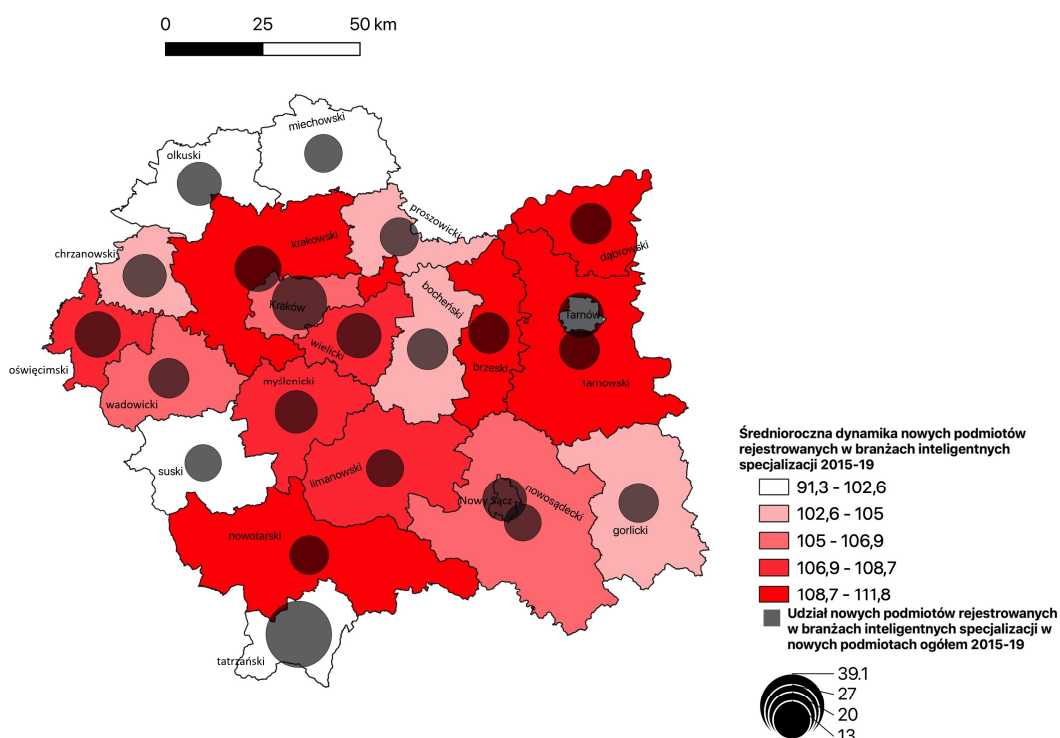 0 25 50 km
miechowski
olkuski
proszowicki
krakowski
dąbrowski
chrzanowski
bocheński
Kraków
Tarnów
wielicki
oświęcimski
brzeski
myślenicki
tarnowski
wadowicki
suski
limanowski
Nowy Sącz
nowosądecki
gorlicki
nowotarski
tatrzański
Średnioroczna dynamika nowych podmiotów
rejestrowanych w branżach inteligentnych
specjalizacji 2015-19
91,3 - 102,6
102,6 - 105
105 - 106,9
106,9 - 108,7
108,7 - 111,8
Udział nowych podmiotów rejestrowanych
w branżach inteligentnych specjalizacji w
nowych podmiotach ogółem 2015-19
39.1
27
20
13